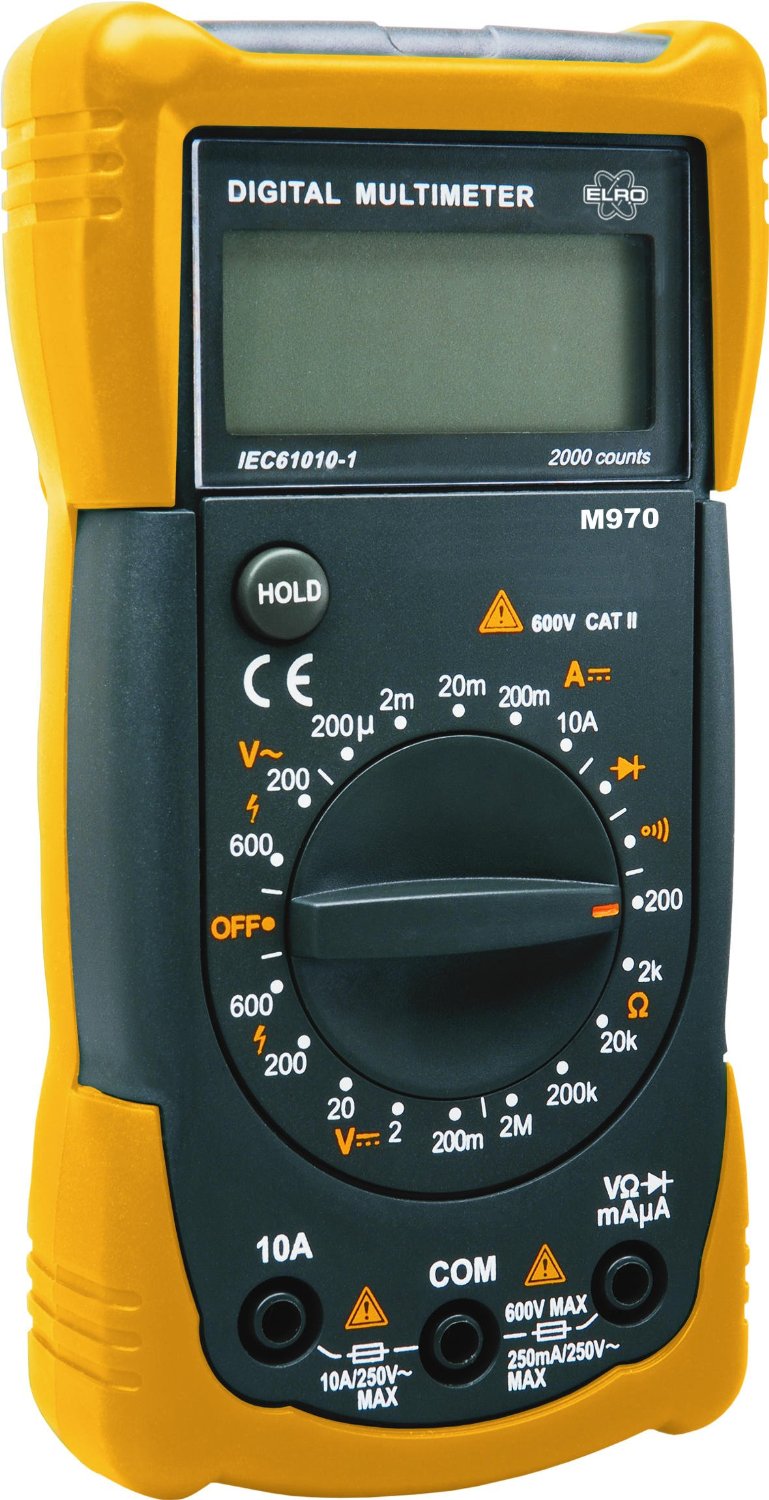 DIGITAL MULTIMETER
ELRO
IEC61010-1
2000 counts
M970
HOLD
600V CAT II
CE
A
200µ
2m
20m
200m
10A
V~
200
600
OFF
600
200
20
V
2
200m
2M
200k
20k
Ω
2k
200
10A
COM
VΩ
mAµA
10A/250V~
MAX
600V MAX
250mA/250V~
MAX